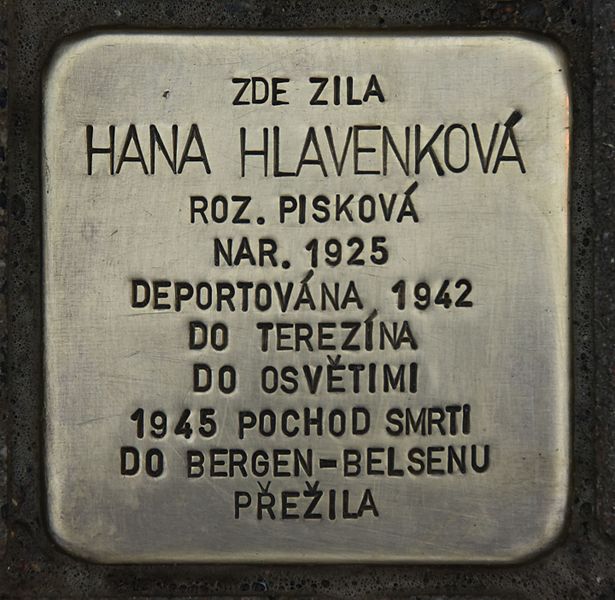 ZDE ZILA
HANA HLAVENKOVÁ
ROZ. PISKOVÁ
NAR. 1925
DEPORTOVÁNA 1942
DO TEREZÍNA
DO OSVĚTIMI
1945 POCHOD SMRTI
DO BERGEN-BELSENU
PŘEŽILA